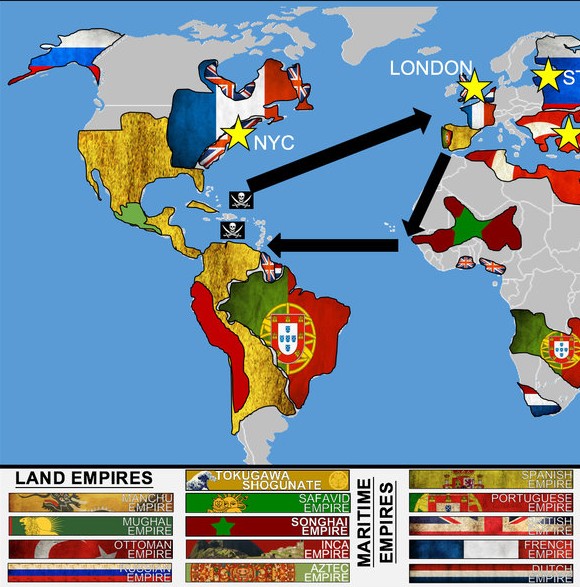 LONDON
ST
NYC
LAND EMPIRES
MANCHU
EMPIRE
MUGHAL
EMPIRE
OTTOMAN
EMPIRE
RUSSIAN
EMPIRE
TOKUGAWA
SHOGUNATE
SAFAVID
EMPIRE
SONGHAI
EMPIRE
INCA
EMPIRE
AZTEC
EMPIRE
MARITIME
EMPIRES
SPANISH
EMPIRE
PORTUGUESE
EMPIRE
BRITISH
EMPIRE
FRENCH
EMPIRE
DUTCH
EMPIRE